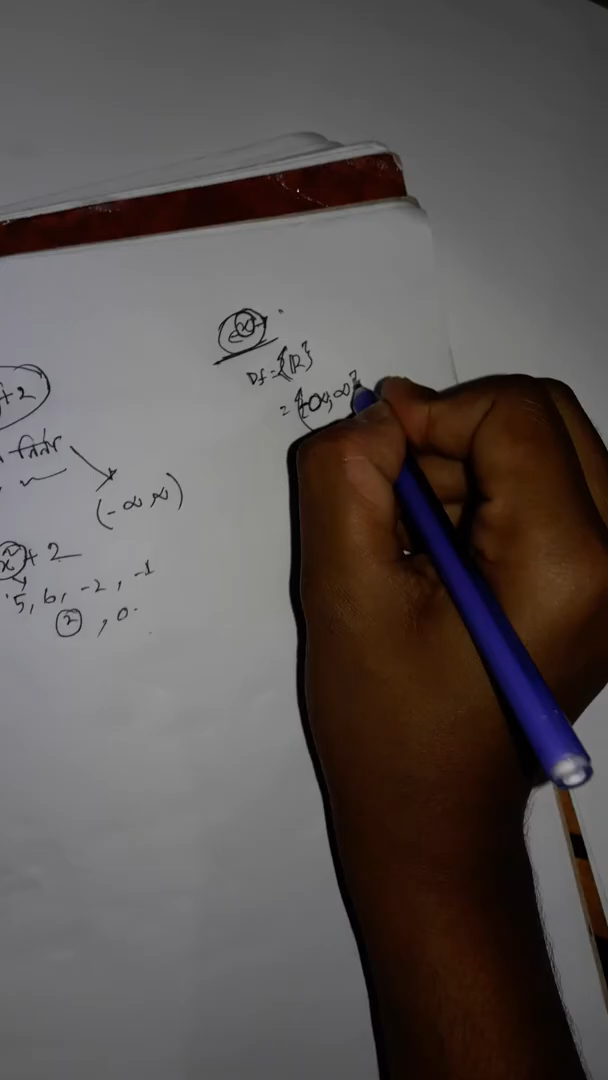 +2
(-∞, ∞)
x² + 2
5, 6, -2, -1
2, 0
Df = {R}
= {-∞, ∞}